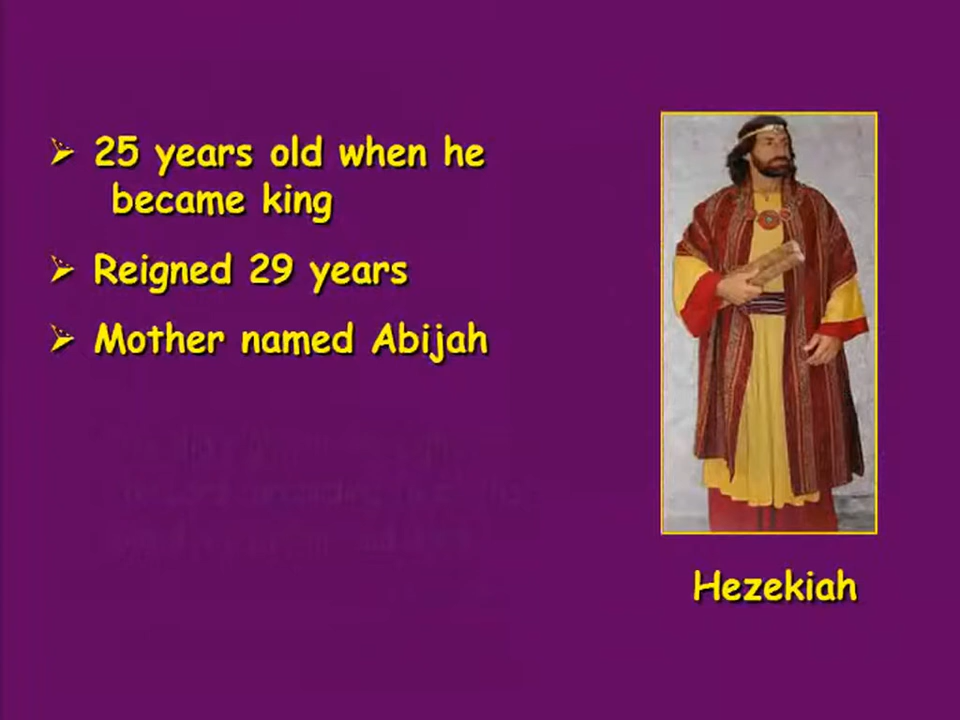 ➢ 25 years old when he
became king
➢ Reigned 29 years
➢ Mother named Abijah
Hezekiah